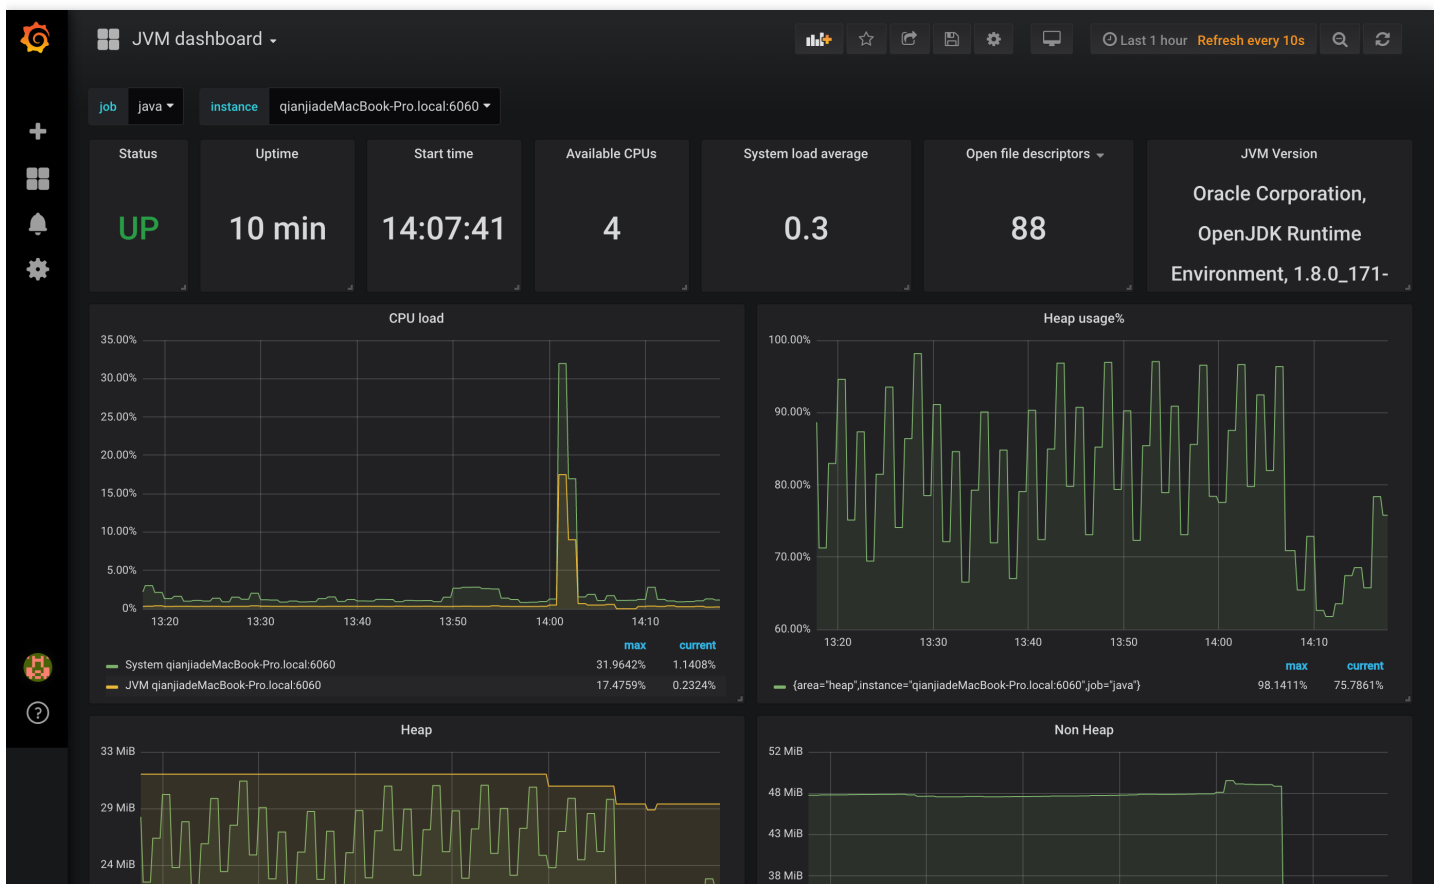 JVM dashboard
Last 1 hour Refresh every 10s
job java instance qianjiadeMacBook-Pro.local:6060
Status Uptime Start time Available CPUs System load average Open file descriptors JVM Version
UP 10 min 14:07:41 4 0.3 88
Oracle Corporation,
OpenJDK Runtime
Environment, 1.8.0_171-
CPU load
35.00%
30.00%
25.00%
20.00%
15.00%
10.00%
5.00%
0%
13:20 13:30 13:40 13:50 14:00 14:10
max current
System qianjiadeMacBook-Pro.local:6060 31.9642% 1.1408%
JVM qianjiadeMacBook-Pro.local:6060 17.4759% 0.2324%
Heap usage%
100.00%
90.00%
80.00%
70.00%
60.00%
13:20 13:30 13:40 13:50 14:00 14:10
max current
{area="heap",instance="qianjiadeMacBook-Pro.local:6060",job="java"} 98.1411% 75.7861%
Heap
33 MiB
29 MiB
24 MiB
Non Heap
52 MiB
48 MiB
43 MiB
38 MiB